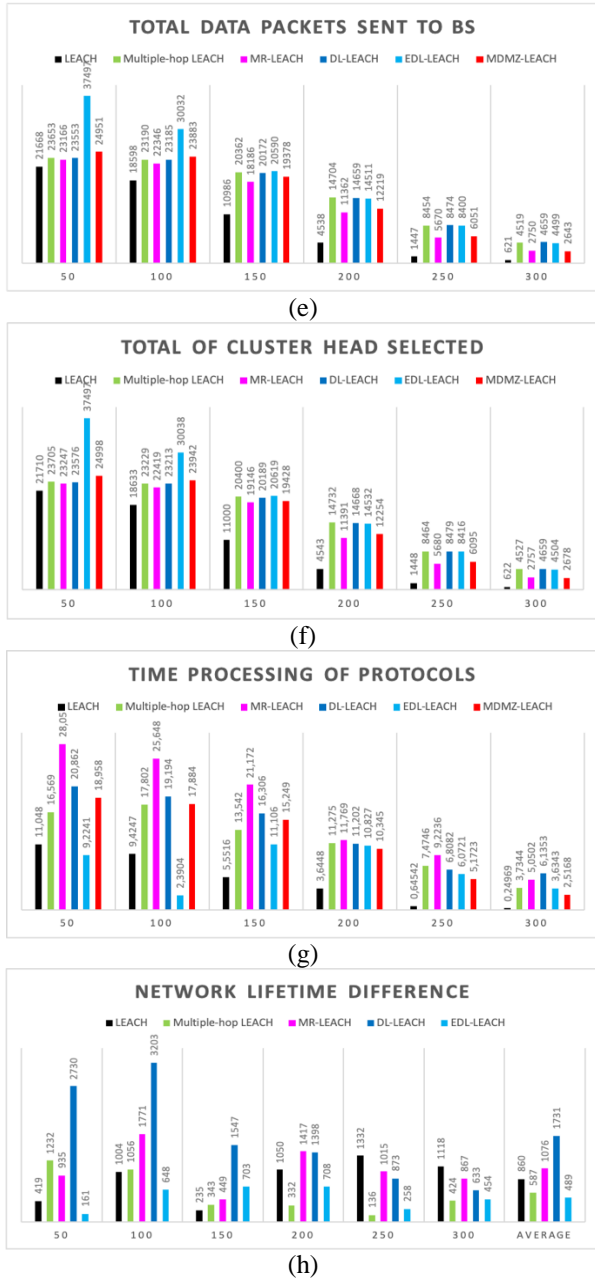 TOTAL DATA PACKETS SENT TO BS
LEACH Multiple-hop LEACH MR-LEACH DL-LEACH EDL-LEACH MDMZ-LEACH
21668 23653 23166 23553 37497 24951 18598 23190 22346 23185 30032 23883 10986 20362 18186 20172 20590 19378 4538 14704 11362 14659 14511 12219 1447 8454 5670 8474 8400 6051 621 4519 2750 4659 4499 2643
50 100 150 200 250 300
(e)
TOTAL OF CLUSTER HEAD SELECTED
LEACH Multiple-hop LEACH MR-LEACH DL-LEACH EDL-LEACH MDMZ-LEACH
21710 23705 23247 23576 37497 24998 18633 23229 22419 23213 30038 23942 11000 20400 19146 20189 20619 19428 4543 14732 11391 14668 14532 12254 1448 8464 5680 8479 8416 6095 622 4527 2757 4659 4504 2678
50 100 150 200 250 300
(f)
TIME PROCESSING OF PROTOCOLS
LEACH Multiple-hop LEACH MR-LEACH DL-LEACH EDL-LEACH MDMZ-LEACH
11,048 16,569 28,05 20,862 9,2241 18,958 9,4247 17,802 25,648 19,194 2,3904 17,884 5,5516 13,542 21,172 16,306 11,106 15,249 3,6448 11,275 11,769 11,202 10,827 10,345 0,64542 7,4746 9,2236 6,8082 6,0721 5,1723 0,24969 3,7344 5,0502 6,1353 3,6343 2,5168
50 100 150 200 250 300
(g)
NETWORK LIFETIME DIFFERENCE
LEACH Multiple-hop LEACH MR-LEACH DL-LEACH EDL-LEACH
419 1232 935 2730 161 1004 1056 1771 3203 648 235 343 449 1547 703 1050 332 1417 1398 708 1332 136 1015 873 258 1118 424 867 633 454 860 587 1076 1731 489
50 100 150 200 250 300 AVERAGE
(h)